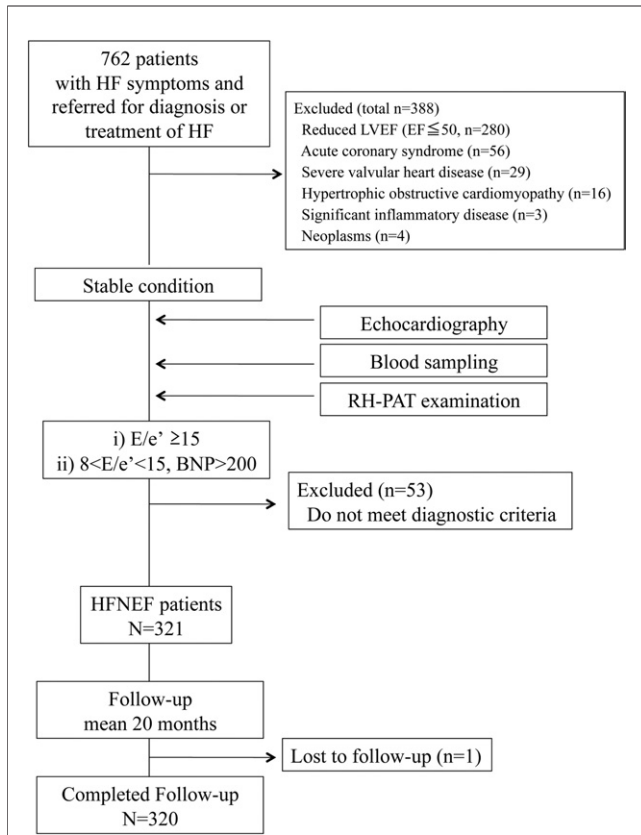 762 patients
with HF symptoms and
referred for diagnosis or
treatment of HF
Excluded (total n=388)
Reduced LVEF (EF≦50, n=280)
Acute coronary syndrome (n=56)
Severe valvular heart disease (n=29)
Hypertrophic obstructive cardiomyopathy (n=16)
Significant inflammatory disease (n=3)
Neoplasms (n=4)
Stable condition
Echocardiography
Blood sampling
RH-PAT examination
i) E/e’ ≥15
ii) 8<E/e’<15, BNP>200
Excluded (n=53)
Do not meet diagnostic criteria
HFNEF patients
N=321
Follow-up
mean 20 months
Lost to follow-up (n=1)
Completed Follow-up
N=320